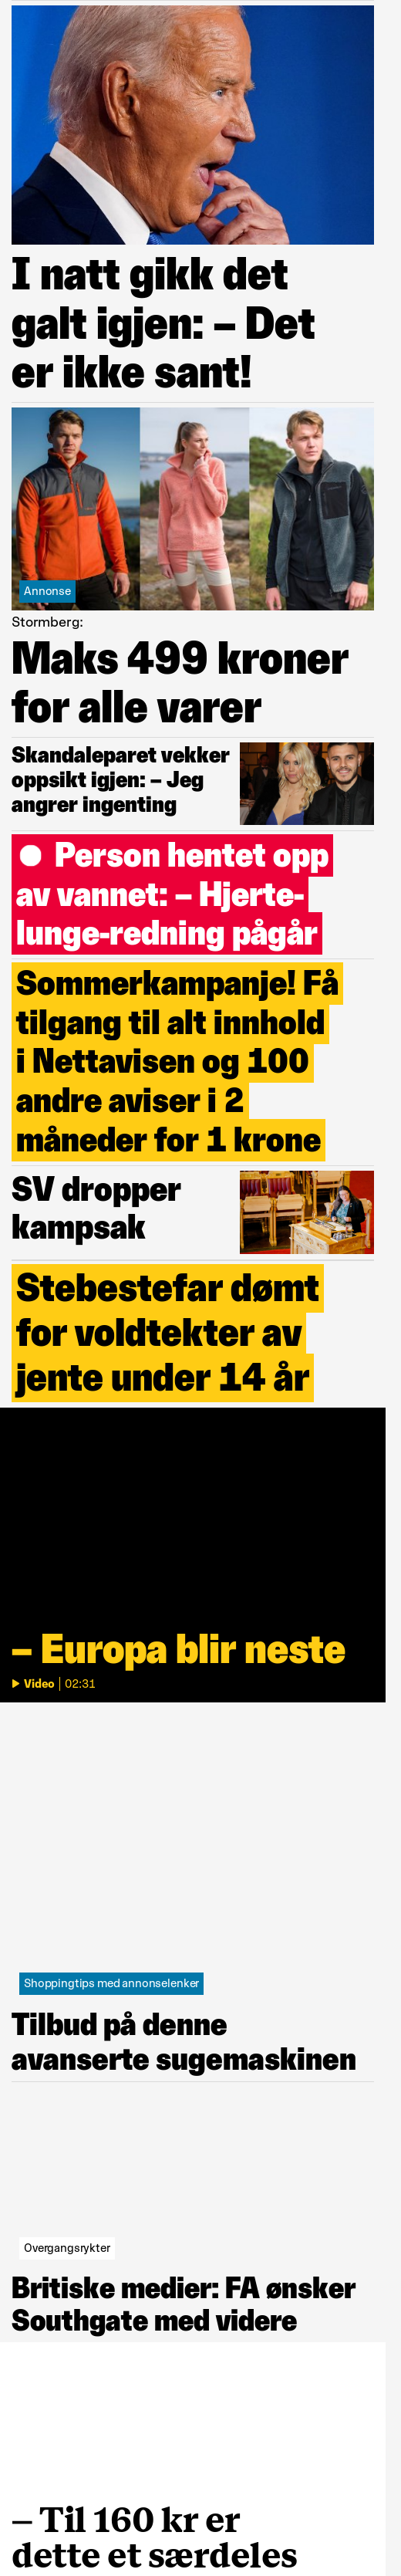 I natt gikk det
galt igjen: – Det
er ikke sant!
Annonse
Stormberg:
Maks 499 kroner
for alle varer
Skandaleparet vekker
oppsikt igjen: – Jeg
angrer ingenting
Person hentet opp
av vannet: – Hjerte-
lunge-redning pågår
Sommerkampanje! Få
tilgang til alt innhold
i Nettavisen og 100
andre aviser i 2
måneder for 1 krone
SV dropper
kampsak
Stebestefar dømt
for voldtekter av
jente under 14 år
– Europa blir neste
Video | 02:31
Shoppingtips med annonselenker
Tilbud på denne
avanserte sugemaskinen
Overgangsrykter
Britiske medier: FA ønsker
Southgate med videre
– Til 160 kr er
dette et særdeles